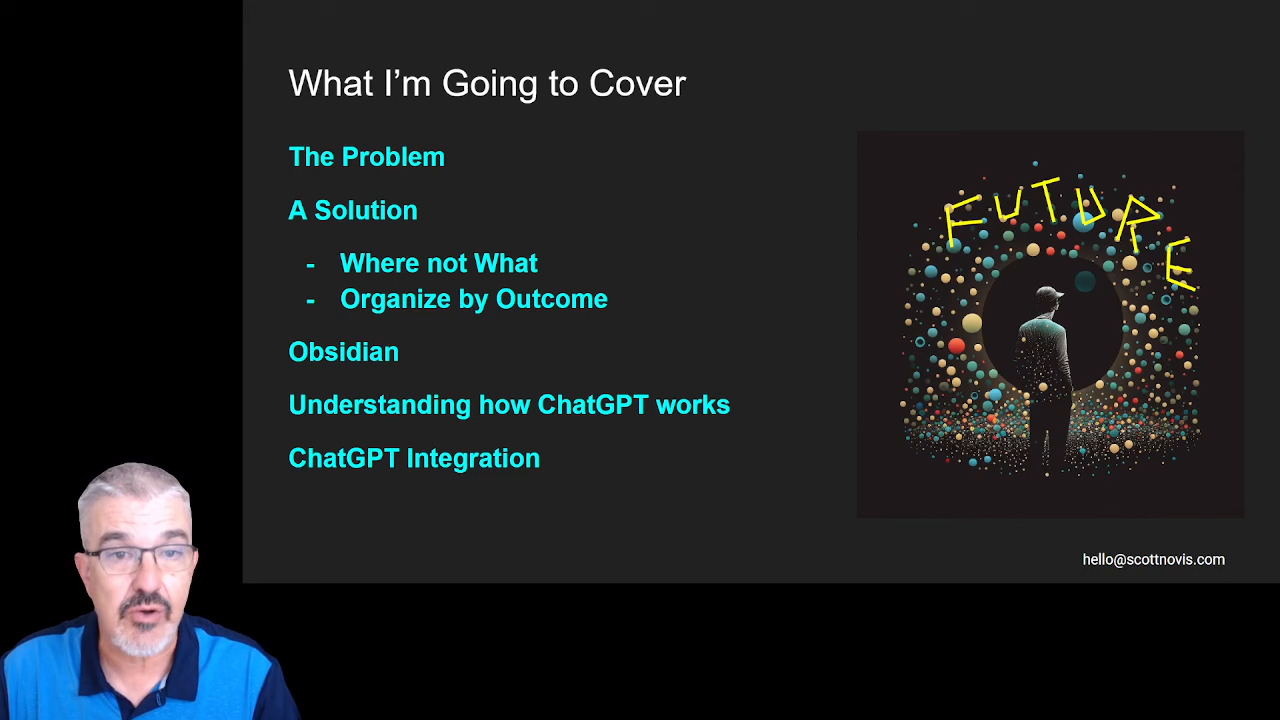 What I'm Going to Cover
The Problem
A Solution
- Where not What
- Organize by Outcome
Obsidian
Understanding how ChatGPT works
ChatGPT Integration
FUTURE
hello@scottnovis.com